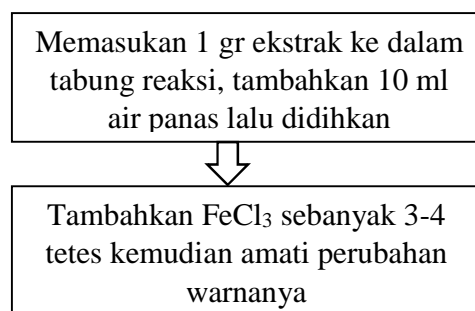 Memasukan 1 gr ekstrak ke dalam
tabung reaksi, tambahkan 10 ml
air panas lalu didihkan
Tambahkan FeCl₃ sebanyak 3-4
tetes kemudian amati perubahan
warnanya